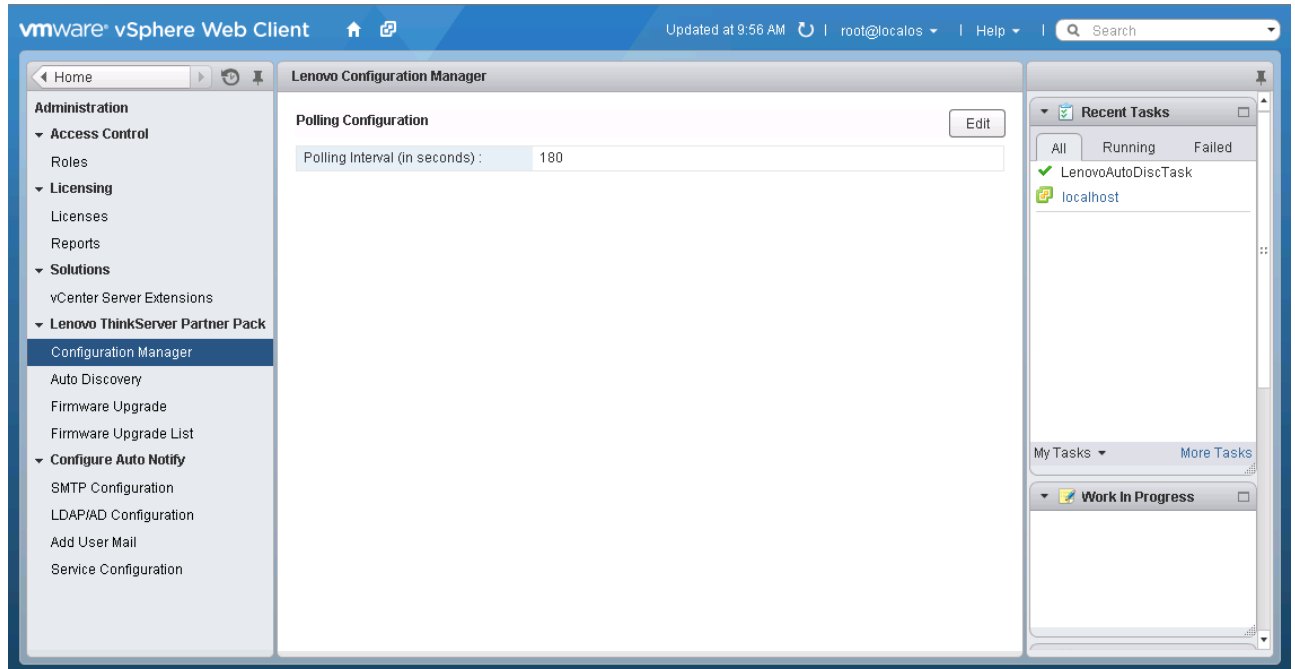 vmware® vSphere Web Client
Updated at 9:56 AM | root@localos | Help | Search
Home
Administration
Access Control
Roles
Licensing
Licenses
Reports
Solutions
vCenter Server Extensions
Lenovo ThinkServer Partner Pack
Configuration Manager
Auto Discovery
Firmware Upgrade
Firmware Upgrade List
Configure Auto Notify
SMTP Configuration
LDAP/AD Configuration
Add User Mail
Service Configuration
Lenovo Configuration Manager
Polling Configuration
Edit
Polling Interval (in seconds) : 180
Recent Tasks
All Running Failed
LenovoAutoDiscTask
localhost
My Tasks More Tasks
Work In Progress